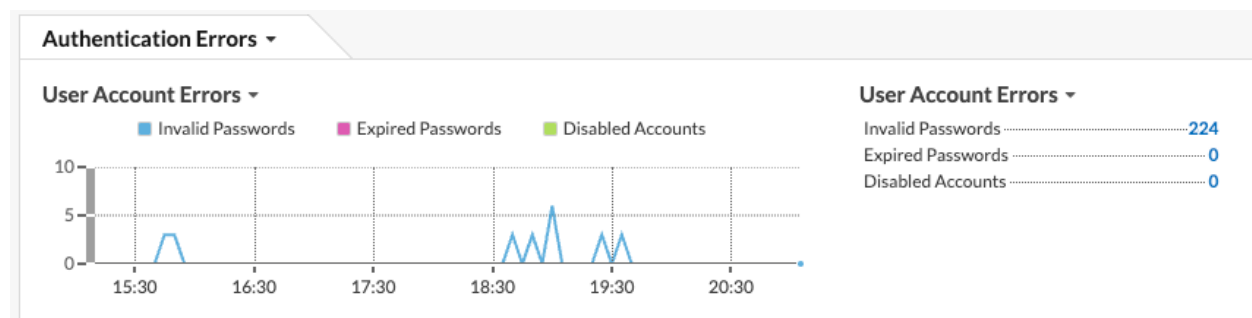 Authentication Errors
User Account Errors
Invalid Passwords Expired Passwords Disabled Accounts
10
5
0
15:30 16:30 17:30 18:30 19:30 20:30
User Account Errors
Invalid Passwords 224
Expired Passwords 0
Disabled Accounts 0